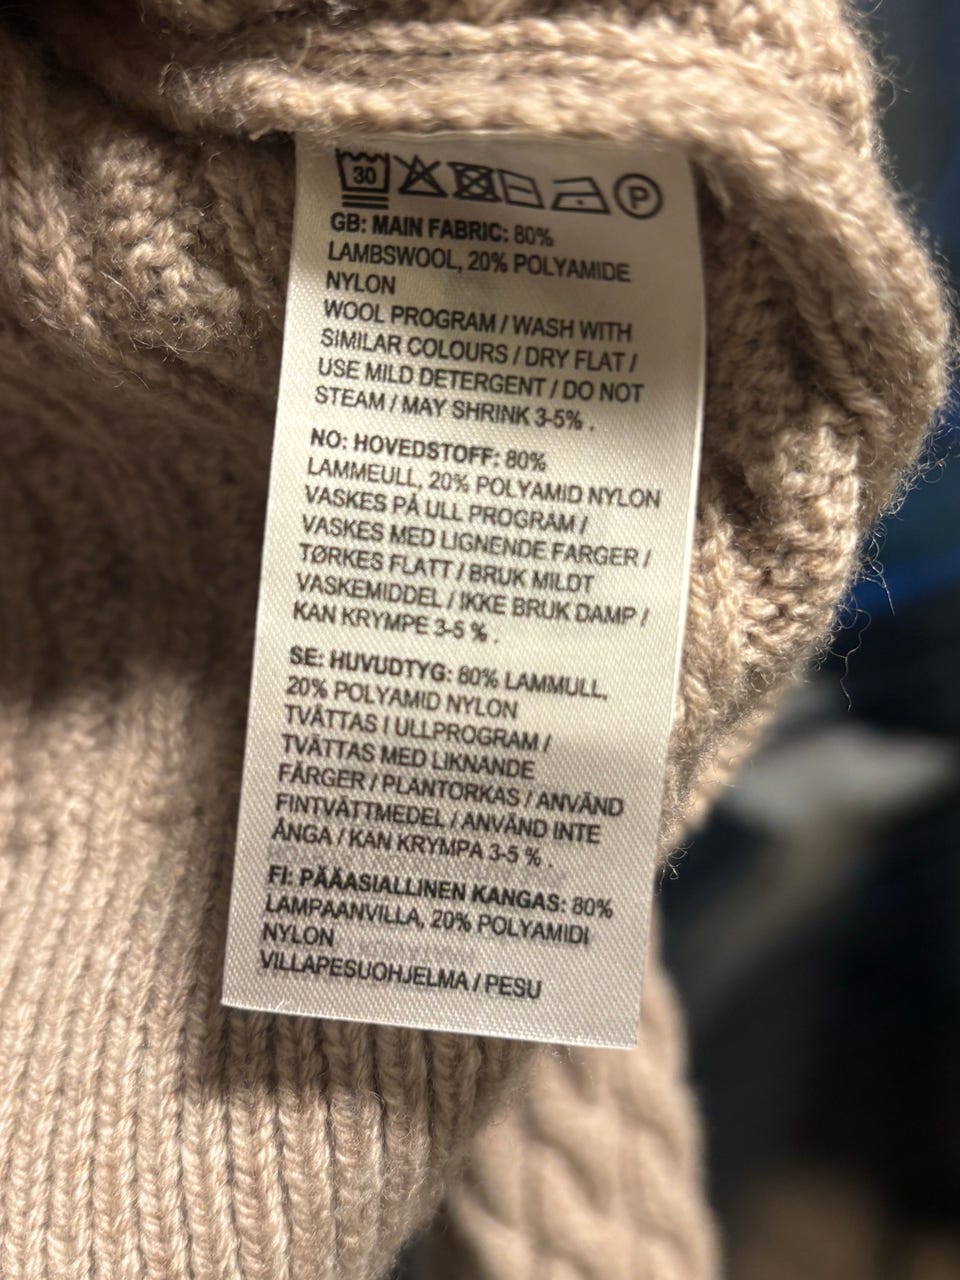 30 P
GB: MAIN FABRIC: 80%
LAMBSWOOL, 20% POLYAMIDE
NYLON
WOOL PROGRAM / WASH WITH
SIMILAR COLOURS / DRY FLAT /
USE MILD DETERGENT / DO NOT
STEAM / MAY SHRINK 3-5% .
NO: HOVEDSTOFF: 80%
LAMMEULL, 20% POLYAMID NYLON
VASKES PÅ ULL PROGRAM /
VASKES MED LIGNENDE FARGER /
TØRKES FLATT / BRUK MILDT
VASKEMIDDEL / IKKE BRUK DAMP /
KAN KRYMPE 3-5 % .
SE: HUVUDTYG: 80% LAMMULL,
20% POLYAMID NYLON
TVÄTTAS I ULLPROGRAM /
TVÄTTAS MED LIKNANDE
FÄRGER / PLANTORKAS / ANVÄND
FINTVÄTTMEDEL / ANVÄND INTE
ÅNGA / KAN KRYMPA 3-5 % .
FI: PÄÄASIALLINEN KANGAS: 80%
LAMPAANVILLA, 20% POLYAMIDI
NYLON
VILLAPESUOHJELMA / PESU